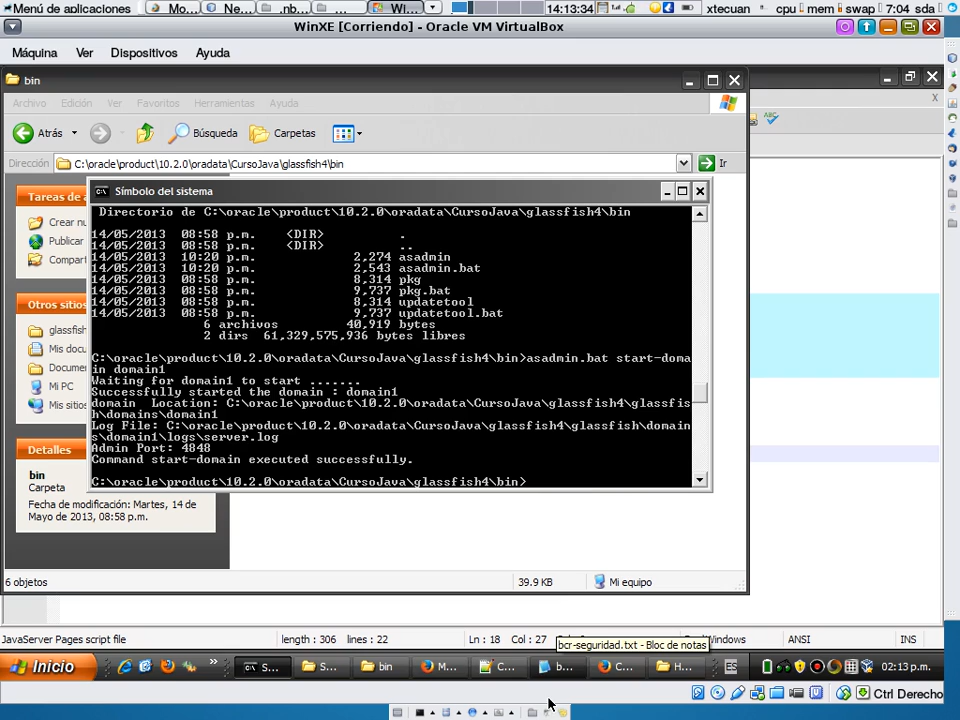 Menú de aplicaciones
Mo...
Ne...
.nb...
...
Wi...
14:13:34
xtecuan
cpu
mem
swap
7:04
sda
WinXE [Corriendo] - Oracle VM VirtualBox
Máquina Ver Dispositivos Ayuda
bin
Archivo Edición Ver Favoritos Herramientas Ayuda
Atrás Búsqueda Carpetas
Dirección C:\oracle\product\10.2.0\oradata\CursoJava\glassfish4\bin Ir
Tareas de a
Crear nu
Publicar
Compart
Otros sitios
glassfish
Mis docu
Documen
Mi PC
Mis sitios
Detalles
bin
Carpeta
Fecha de modificación: Martes, 14 de
Mayo de 2013, 08:58 p.m.
Símbolo del sistema
Directorio de C:\oracle\product\10.2.0\oradata\CursoJava\glassfish4\bin
14/05/2013 08:58 p.m. <DIR> .
14/05/2013 08:58 p.m. <DIR> ..
14/05/2013 10:20 p.m. 2,274 asadmin
14/05/2013 10:20 p.m. 2,543 asadmin.bat
14/05/2013 08:58 p.m. 8,314 pkg
14/05/2013 08:58 p.m. 9,737 pkg.bat
14/05/2013 08:58 p.m. 8,314 updatetool
14/05/2013 08:58 p.m. 9,737 updatetool.bat
6 archivos 40,919 bytes
2 dirs 61,329,575,936 bytes libres
C:\oracle\product\10.2.0\oradata\CursoJava\glassfish4\bin>asadmin.bat start-doma
in domain1
Waiting for domain1 to start .......
Successfully started the domain : domain1
domain Location: C:\oracle\product\10.2.0\oradata\CursoJava\glassfish4\glassfis
h\domains\domain1
Log File: C:\oracle\product\10.2.0\oradata\CursoJava\glassfish4\glassfish\domain
s\domain1\logs\server.log
Admin Port: 4848
Command start-domain executed successfully.
C:\oracle\product\10.2.0\oradata\CursoJava\glassfish4\bin>
6 objetos 39.9 KB Mi equipo
JavaServer Pages script file length : 306 lines : 22 Ln : 18 Col : 27 Windows ANSI INS
bcr-seguridad.txt - Bloc de notas
Inicio
S...
S...
bin
M...
C...
b...
C...
H...
ES
02:13 p.m.
Ctrl Derecho